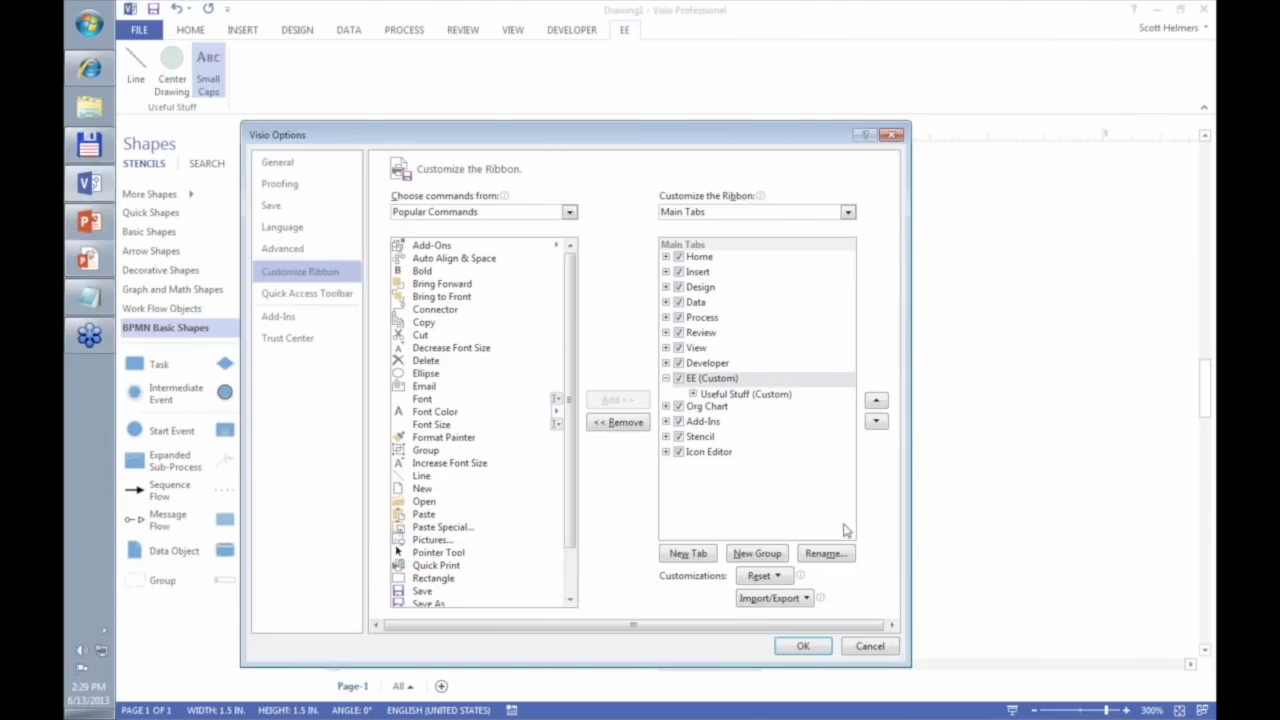 Drawing1 - Visio Professional
FILE HOME INSERT DESIGN DATA PROCESS REVIEW VIEW DEVELOPER EE Scott Helmers
Line
Center Drawing
ABC Small Caps
Useful Stuff
Shapes
STENCILS SEARCH
More Shapes
Quick Shapes
Basic Shapes
Arrow Shapes
Decorative Shapes
Graph and Math Shapes
Work Flow Objects
BPMN Basic Shapes
Task
Intermediate
Event
Start Event
Expanded
Sub-Process
Sequence
Flow
Message
Flow
Data Object
Group
Visio Options
General
Proofing
Save
Language
Advanced
Customize Ribbon
Quick Access Toolbar
Add-Ins
Trust Center
Customize the Ribbon.
Choose commands from:
Popular Commands
Add-Ons
Auto Align & Space
Bold
Bring Forward
Bring to Front
Connector
Copy
Cut
Decrease Font Size
Delete
Ellipse
Email
Font
Font Color
Font Size
Format Painter
Group
Increase Font Size
Line
New
Open
Paste
Paste Special...
Pictures...
Pointer Tool
Quick Print
Rectangle
Save
Save As
Add >>
<< Remove
Customize the Ribbon:
Main Tabs
Main Tabs
Home
Insert
Design
Data
Process
Review
View
Developer
EE (Custom)
Useful Stuff (Custom)
Org Chart
Add-Ins
Stencil
Icon Editor
New Tab New Group Rename...
Customizations: Reset
Import/Export
OK Cancel
Page-1 All
2:29 PM
6/13/2013
PAGE 1 OF 1 WIDTH: 1.5 IN. HEIGHT: 1.5 IN. ANGLE: 0° ENGLISH (UNITED STATES) 300%